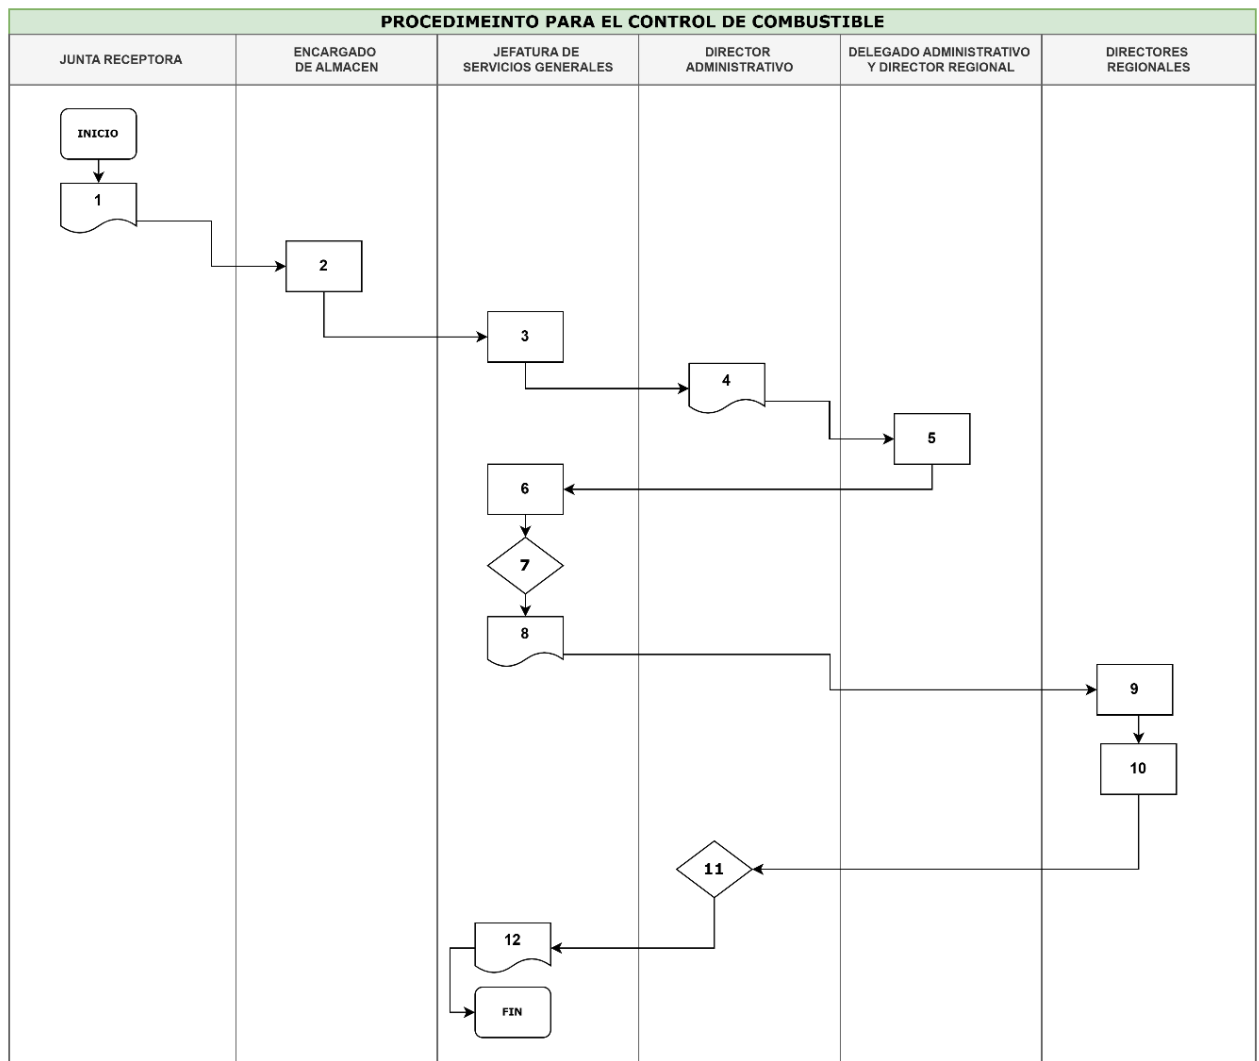 PROCEDIMEINTO PARA EL CONTROL DE COMBUSTIBLE
JUNTA RECEPTORA
ENCARGADO
DE ALMACEN
JEFATURA DE
SERVICIOS GENERALES
DIRECTOR
ADMINISTRATIVO
DELEGADO ADMINISTRATIVO
Y DIRECTOR REGIONAL
DIRECTORES
REGIONALES
INICIO
1
2
3
4
5
6
7
8
9
10
11
12
FIN